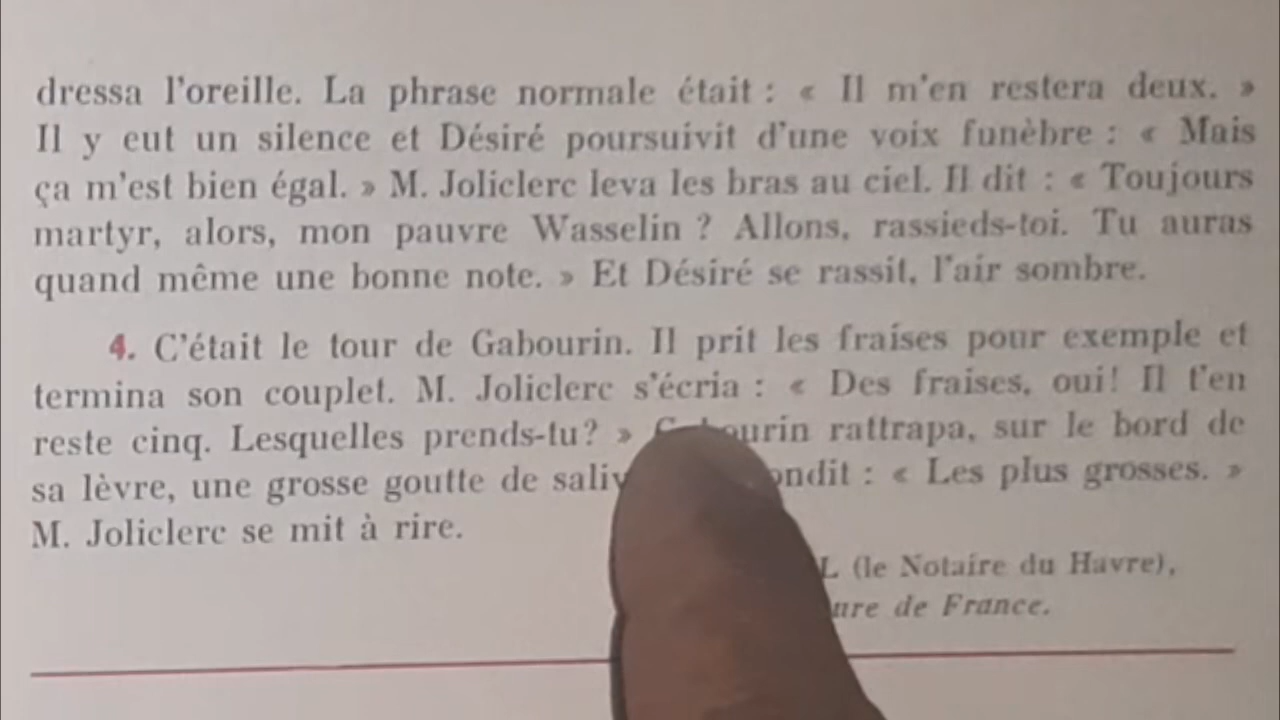 dressa l'oreille. La phrase normale était : « Il m'en restera deux. »
Il y eut un silence et Désiré poursuivit d'une voix funèbre : « Mais
ça m'est bien égal. » M. Joliclerc leva les bras au ciel. Il dit : « Toujours
martyr, alors, mon pauvre Wasselin ? Allons, rassieds-toi. Tu auras
quand même une bonne note. » Et Désiré se rassit, l'air sombre.
4. C'était le tour de Gabourin. Il prit les fraises pour exemple et
termina son couplet. M. Joliclerc s'écria : « Des fraises, oui! Il t'en
reste cinq. Lesquelles prends-tu? » Gabourin rattrapa, sur le bord de
sa lèvre, une grosse goutte de : « Les plus grosses. »
M. Joliclerc se mit à rire.
(le Notaire du Havre),
de France.